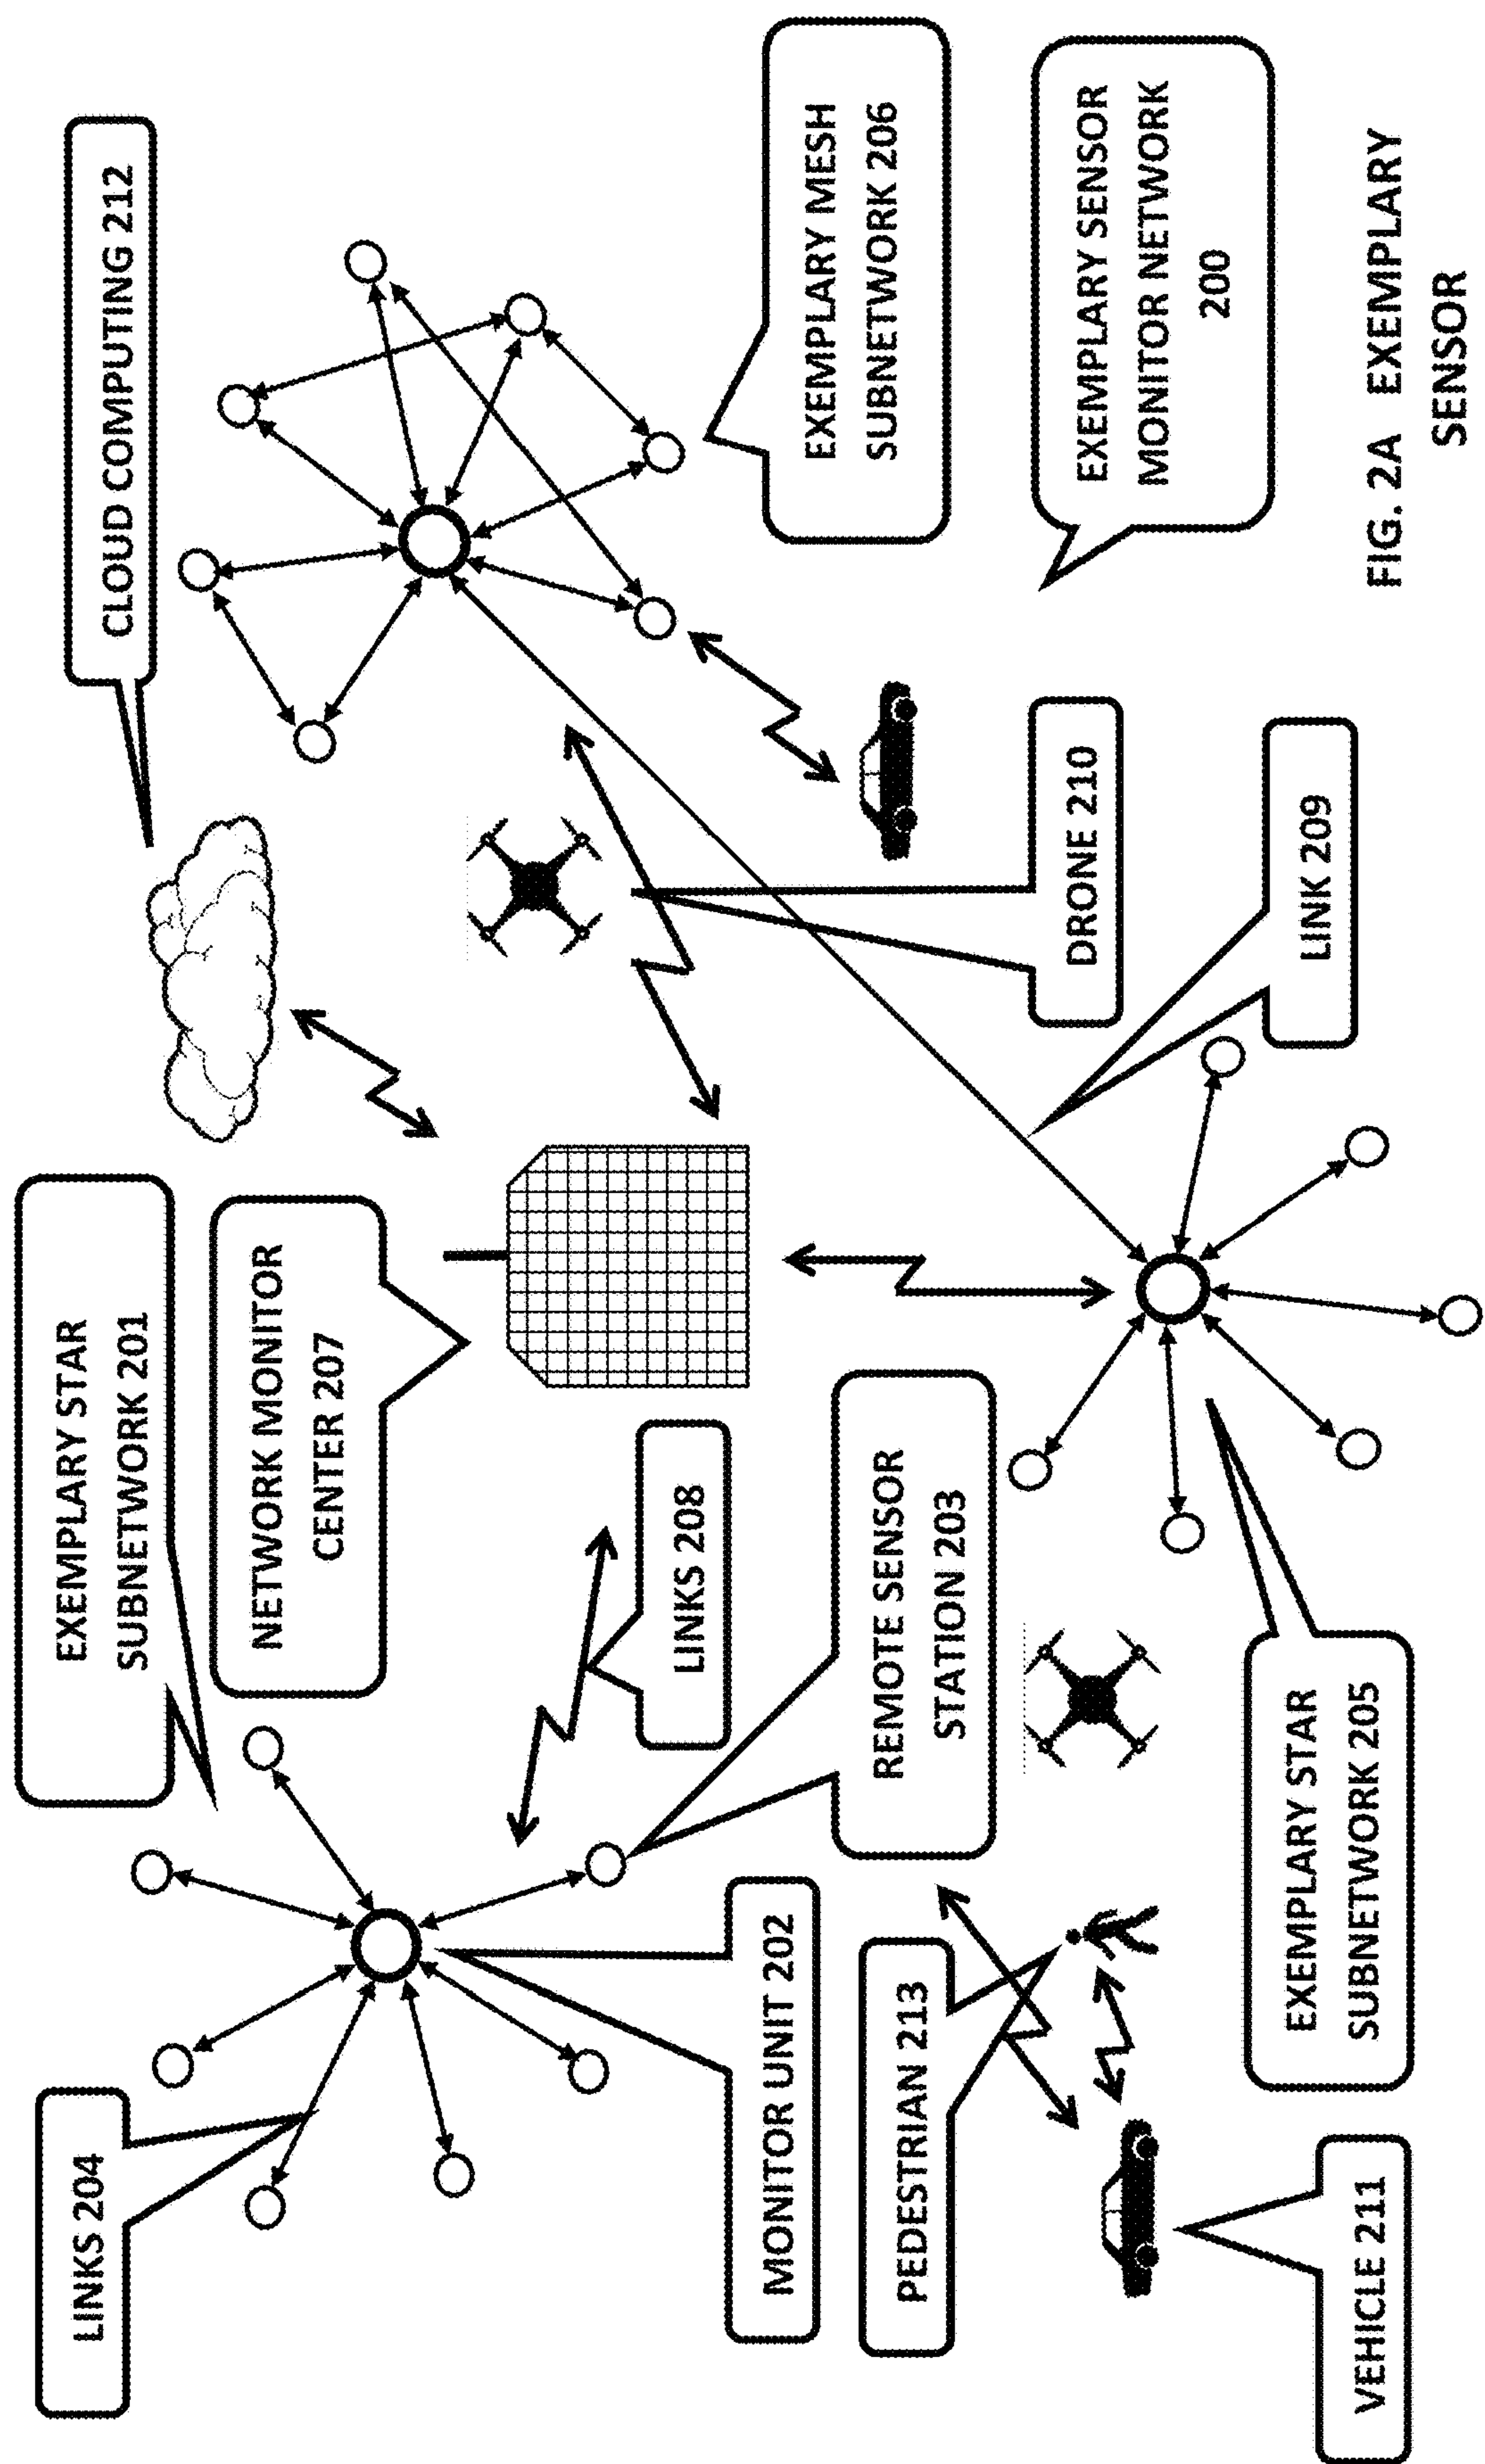 LINKS 204
EXEMPLARY STAR
SUBNETWORK 201
CLOUD COMPUTING 212
NETWORK MONITOR
CENTER 207
LINKS 208
MONITOR UNIT 202
REMOTE SENSOR
STATION 203
EXEMPLARY MESH
SUBNETWORK 206
PEDESTRIAN 213
DRONE 210
EXEMPLARY SENSOR
MONITOR NETWORK
200
VEHICLE 211
EXEMPLARY STAR
SUBNETWORK 205
LINK 209
FIG. 2A EXEMPLARY
SENSOR